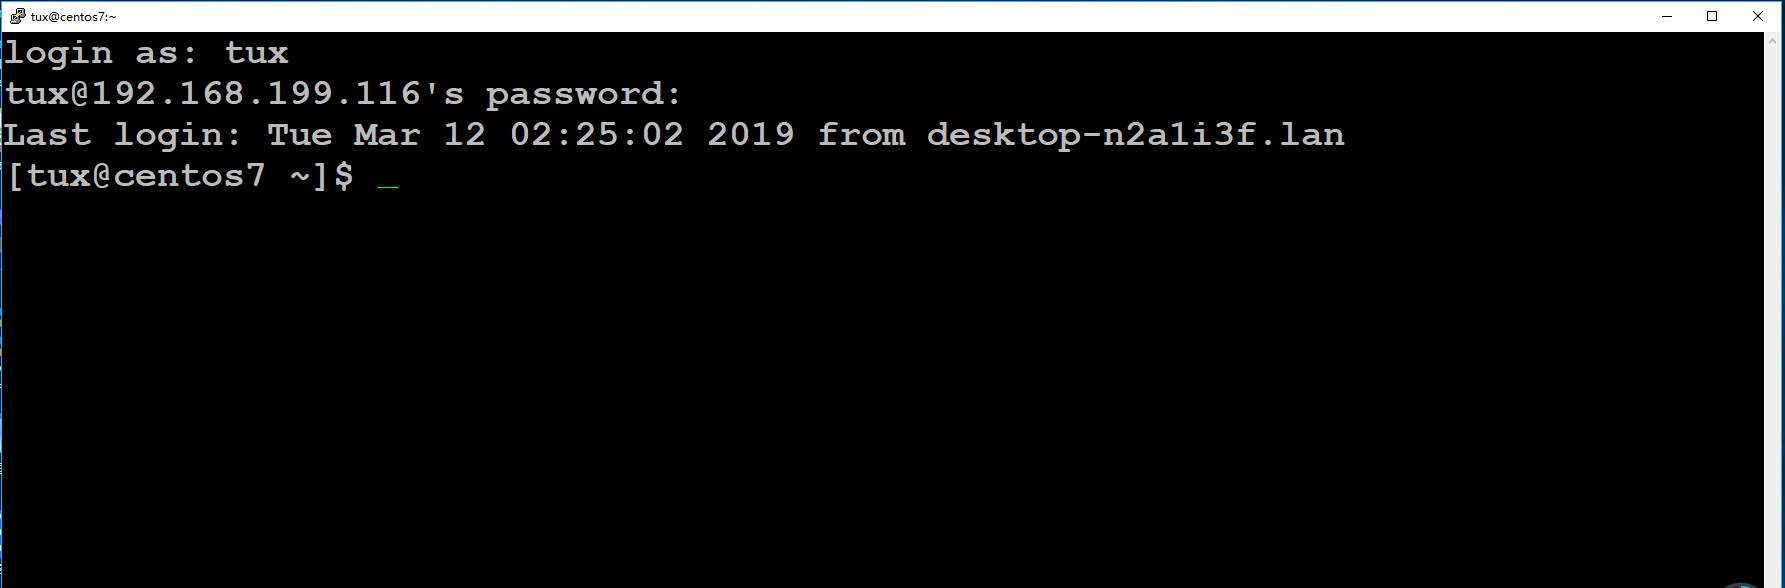 tux@centos7:~
login as: tux
tux@192.168.199.116's password:
Last login: Tue Mar 12 02:25:02 2019 from desktop-n2a1i3f.lan
[tux@centos7 ~]$ _